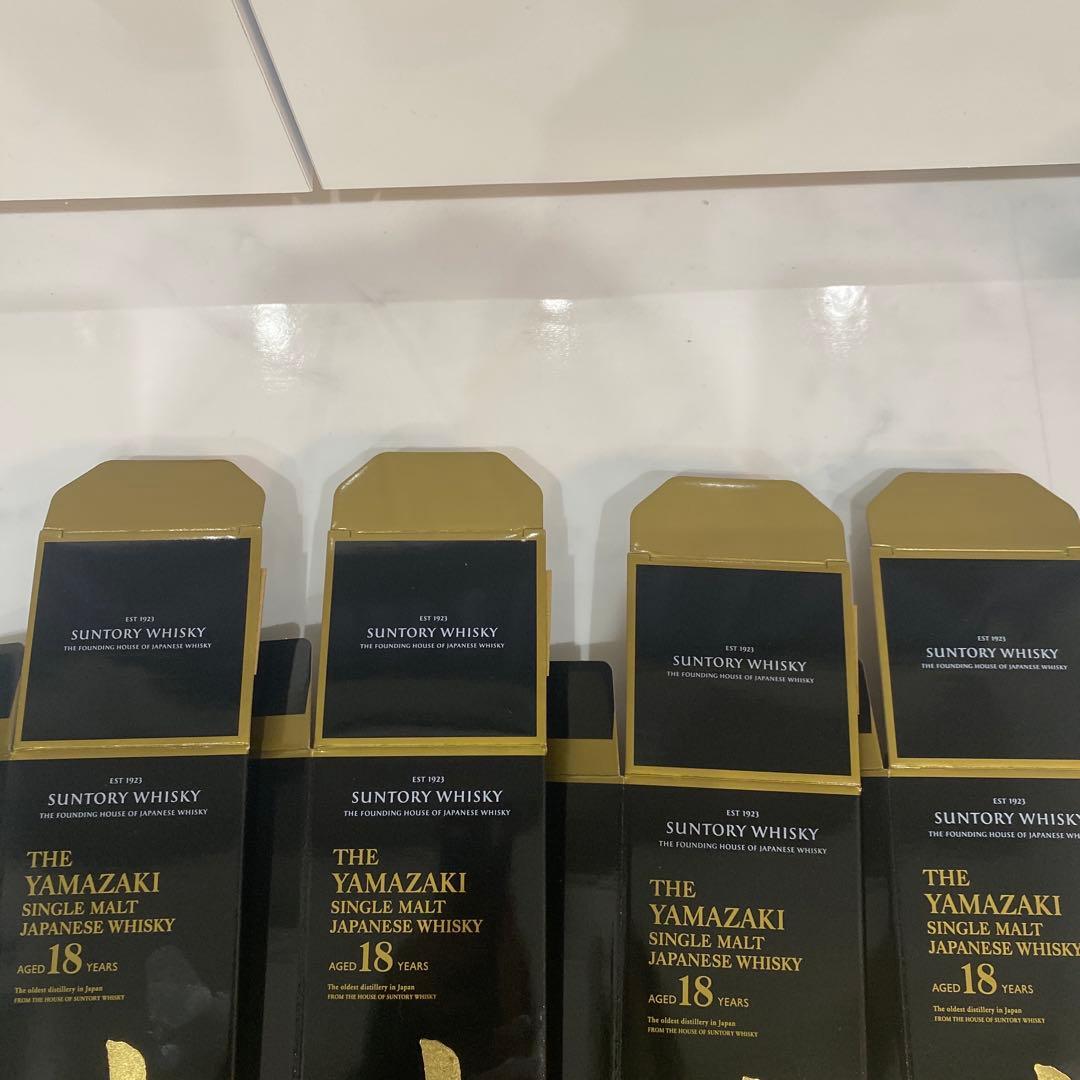 EST 1923
SUNTORY WHISKY
THE FOUNDING HOUSE OF JAPANESE WHISKY
EST 1923
SUNTORY WHISKY
THE FOUNDING HOUSE OF JAPANESE WHISKY
THE
YAMAZAKI
SINGLE MALT
JAPANESE WHISKY
AGED 18 YEARS
The oldest distillery in Japan
FROM THE HOUSE OF SUNTORY WHISKY
EST 1923
SUNTORY WHISKY
THE FOUNDING HOUSE OF JAPANESE WHISKY
EST 1923
SUNTORY WHISKY
THE FOUNDING HOUSE OF JAPANESE WHISKY
THE
YAMAZAKI
SINGLE MALT
JAPANESE WHISKY
AGED 18 YEARS
The oldest distillery in Japan
FROM THE HOUSE OF SUNTORY WHISKY
EST 1923
SUNTORY WHISKY
THE FOUNDING HOUSE OF JAPANESE WHISKY
EST 1923
SUNTORY WHISKY
THE FOUNDING HOUSE OF JAPANESE WHISKY
THE
YAMAZAKI
SINGLE MALT
JAPANESE WHISKY
AGED 18 YEARS
The oldest distillery in Japan
FROM THE HOUSE OF SUNTORY WHISKY
EST 1923
SUNTORY WHISKY
THE FOUNDING HOUSE OF JAPANESE WHISKY
EST 1923
SUNTORY WHISKY
THE FOUNDING HOUSE OF JAPANESE
THE
YAMAZAKI
SINGLE MALT
JAPANESE WHISKY
AGED 18 YEARS
The oldest distillery in Japan
FROM THE HOUSE OF SUNTORY WHISKY